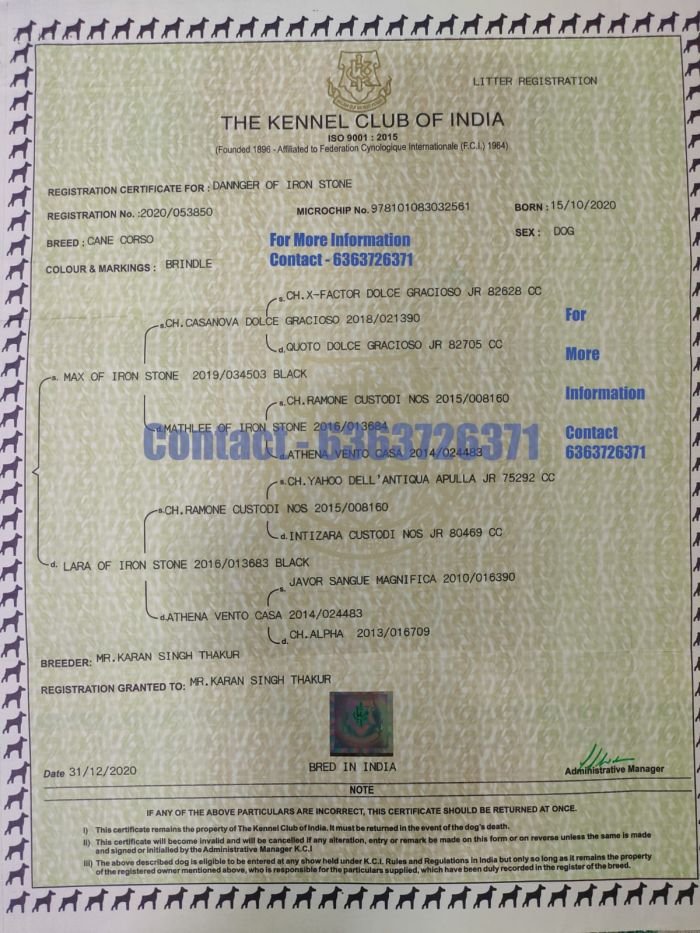 LITTER REGISTRATION
THE KENNEL CLUB OF INDIA
ISO 9001 : 2015
(Founded 1896 - Affiliated to Federation Cynologique Internationale (F.C.I.) 1964)
REGISTRATION CERTIFICATE FOR : DANNGER OF IRON STONE
REGISTRATION No. :2020/053850 MICROCHIP No. 978101083032561 BORN : 15/10/2020
BREED : CANE CORSO SEX : DOG
For More Information
Contact - 6363726371
COLOUR & MARKINGS : BRINDLE
s. CH.X-FACTOR DOLCE GRACIOSO JR 82628 CC
s. CH.CASANOVA DOLCE GRACIOSO 2018/021390
d. QUOTO DOLCE GRACIOSO JR 82705 CC
s. MAX OF IRON STONE 2019/034503 BLACK
s. CH.RAMONE CUSTODI NOS 2015/008160
d. MATHLEE OF IRON STONE 2016/013684
d. ATHENA VENTO CASA 2014/024483
Contact - 6363726371
For
More
Information
Contact
6363726371
s. CH.YAHOO DELL'ANTIQUA APULLA JR 75292 CC
s. CH.RAMONE CUSTODI NOS 2015/008160
d. INTIZARA CUSTODI NOS JR 80469 CC
d. LARA OF IRON STONE 2016/013683 BLACK
s. JAVOR SANGUE MAGNIFICA 2010/016390
d. ATHENA VENTO CASA 2014/024483
d. CH.ALPHA 2013/016709
BREEDER: MR.KARAN SINGH THAKUR
REGISTRATION GRANTED TO: MR.KARAN SINGH THAKUR
BRED IN INDIA
Date 31/12/2020
Administrative Manager
NOTE
IF ANY OF THE ABOVE PARTICULARS ARE INCORRECT, THIS CERTIFICATE SHOULD BE RETURNED AT ONCE.
I) This certificate remains the property of The Kennel Club of India. It must be returned in the event of the dog's death.
II) This certificate will become invalid and will be cancelled if any alteration, entry or remark be made on this form or on reverse unless the same is made
and signed or initialled by the Administrative Manager K.C.I
III) The above described dog is eligible to be entered at any show held under K.C.I. Rules and Regulations in India but only so long as it remains the property
of the registered owner mentioned above, who is responsible for the particulars supplied, which have been duly recorded in the register of the breed.